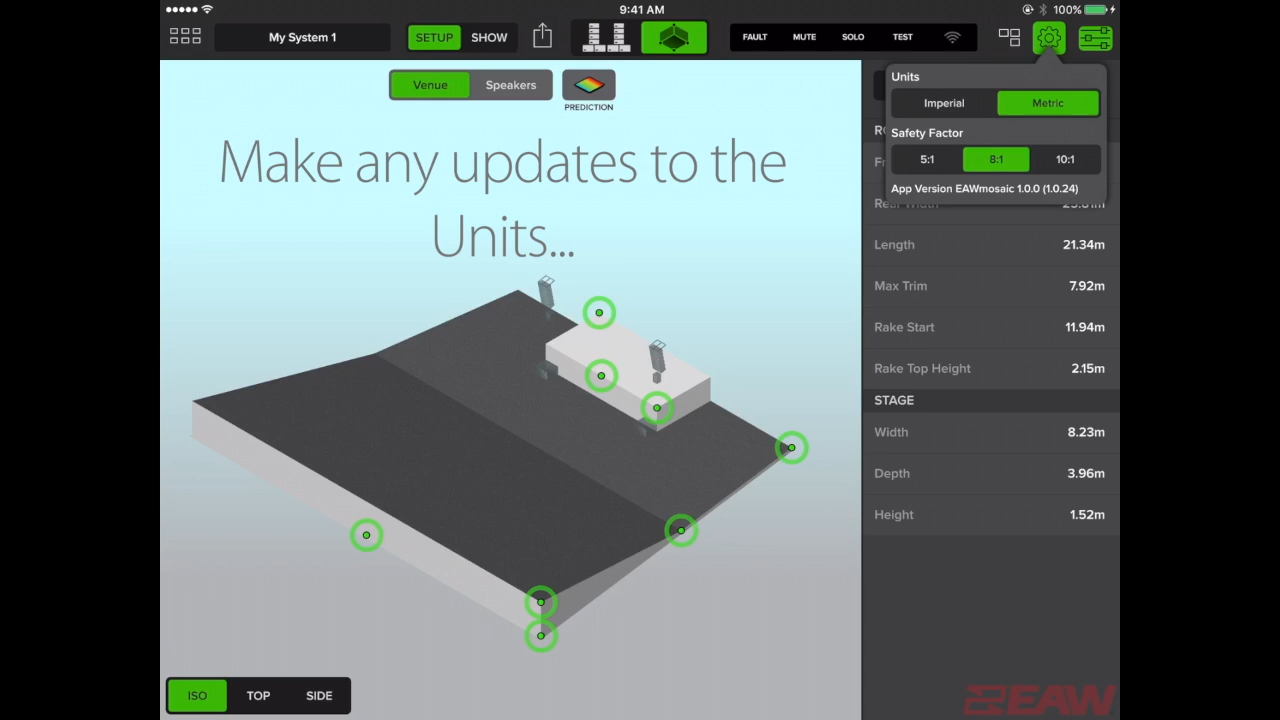 9:41 AM
100%
My System 1
SETUP
SHOW
FAULT
MUTE
SOLO
TEST
Venue
Speakers
PREDICTION
Make any updates to the
Units...
Units
Imperial
Metric
Safety Factor
5:1
8:1
10:1
App Version EAWmosaic 1.0.0 (1.0.24)
Rear Width
Length
21.34m
Max Trim
7.92m
Rake Start
11.94m
Rake Top Height
2.15m
STAGE
Width
8.23m
Depth
3.96m
Height
1.52m
ISO
TOP
SIDE
EAW